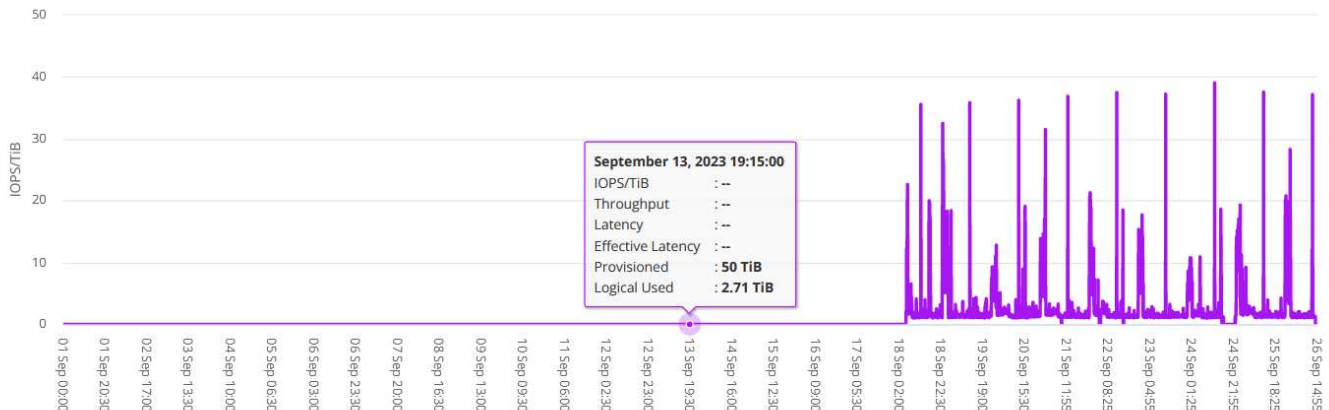 50
40
30
20
10
0
IOPS/TiB
September 13, 2023 19:15:00
IOPS/TiB : --
Throughput : --
Latency : --
Effective Latency : --
Provisioned : 50 TiB
Logical Used : 2.71 TiB
01 Sep 00:00
01 Sep 20:30
02 Sep 17:00
03 Sep 13:30
04 Sep 10:00
05 Sep 06:30
06 Sep 03:00
06 Sep 23:30
07 Sep 20:00
08 Sep 16:30
09 Sep 13:00
10 Sep 09:30
11 Sep 06:00
12 Sep 02:30
12 Sep 23:00
13 Sep 19:30
14 Sep 16:00
15 Sep 12:30
16 Sep 09:00
17 Sep 05:30
18 Sep 02:00
18 Sep 22:30
19 Sep 19:00
20 Sep 15:30
21 Sep 11:55
22 Sep 08:25
23 Sep 04:55
24 Sep 01:25
24 Sep 21:55
25 Sep 18:25
26 Sep 14:55